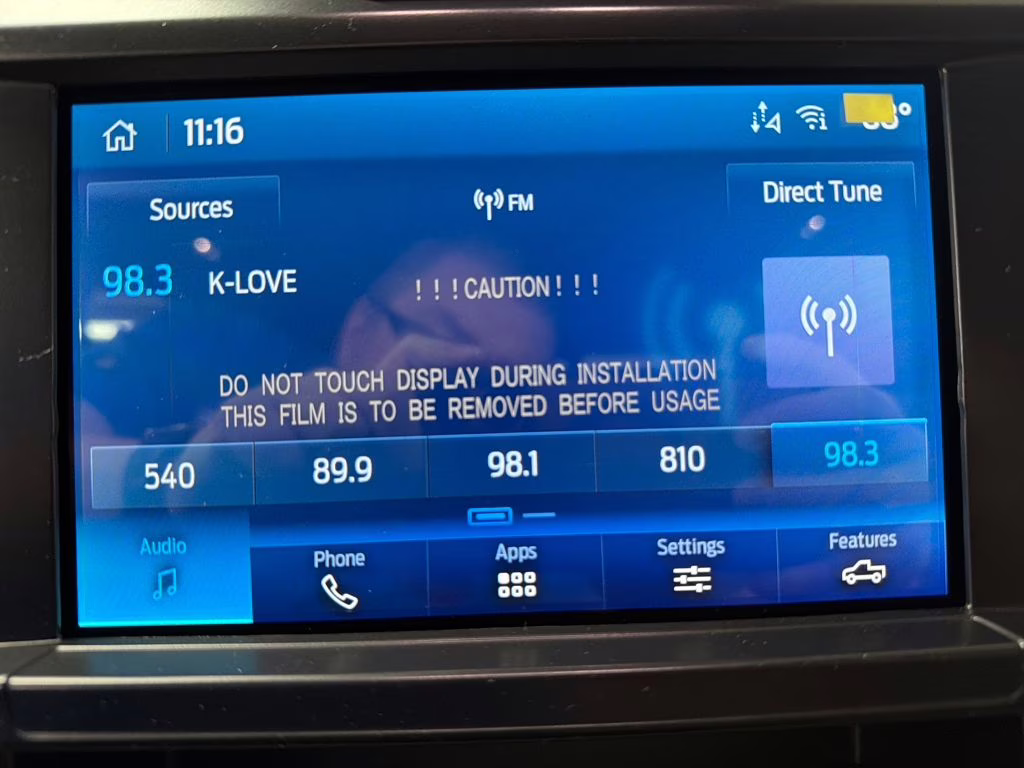 11:16
Sources
FM
Direct Tune
98.3 K-LOVE
! ! ! CAUTION ! ! !
DO NOT TOUCH DISPLAY DURING INSTALLATION
THIS FILM IS TO BE REMOVED BEFORE USAGE
540 89.9 98.1 810 98.3
Audio Phone Apps Settings Features